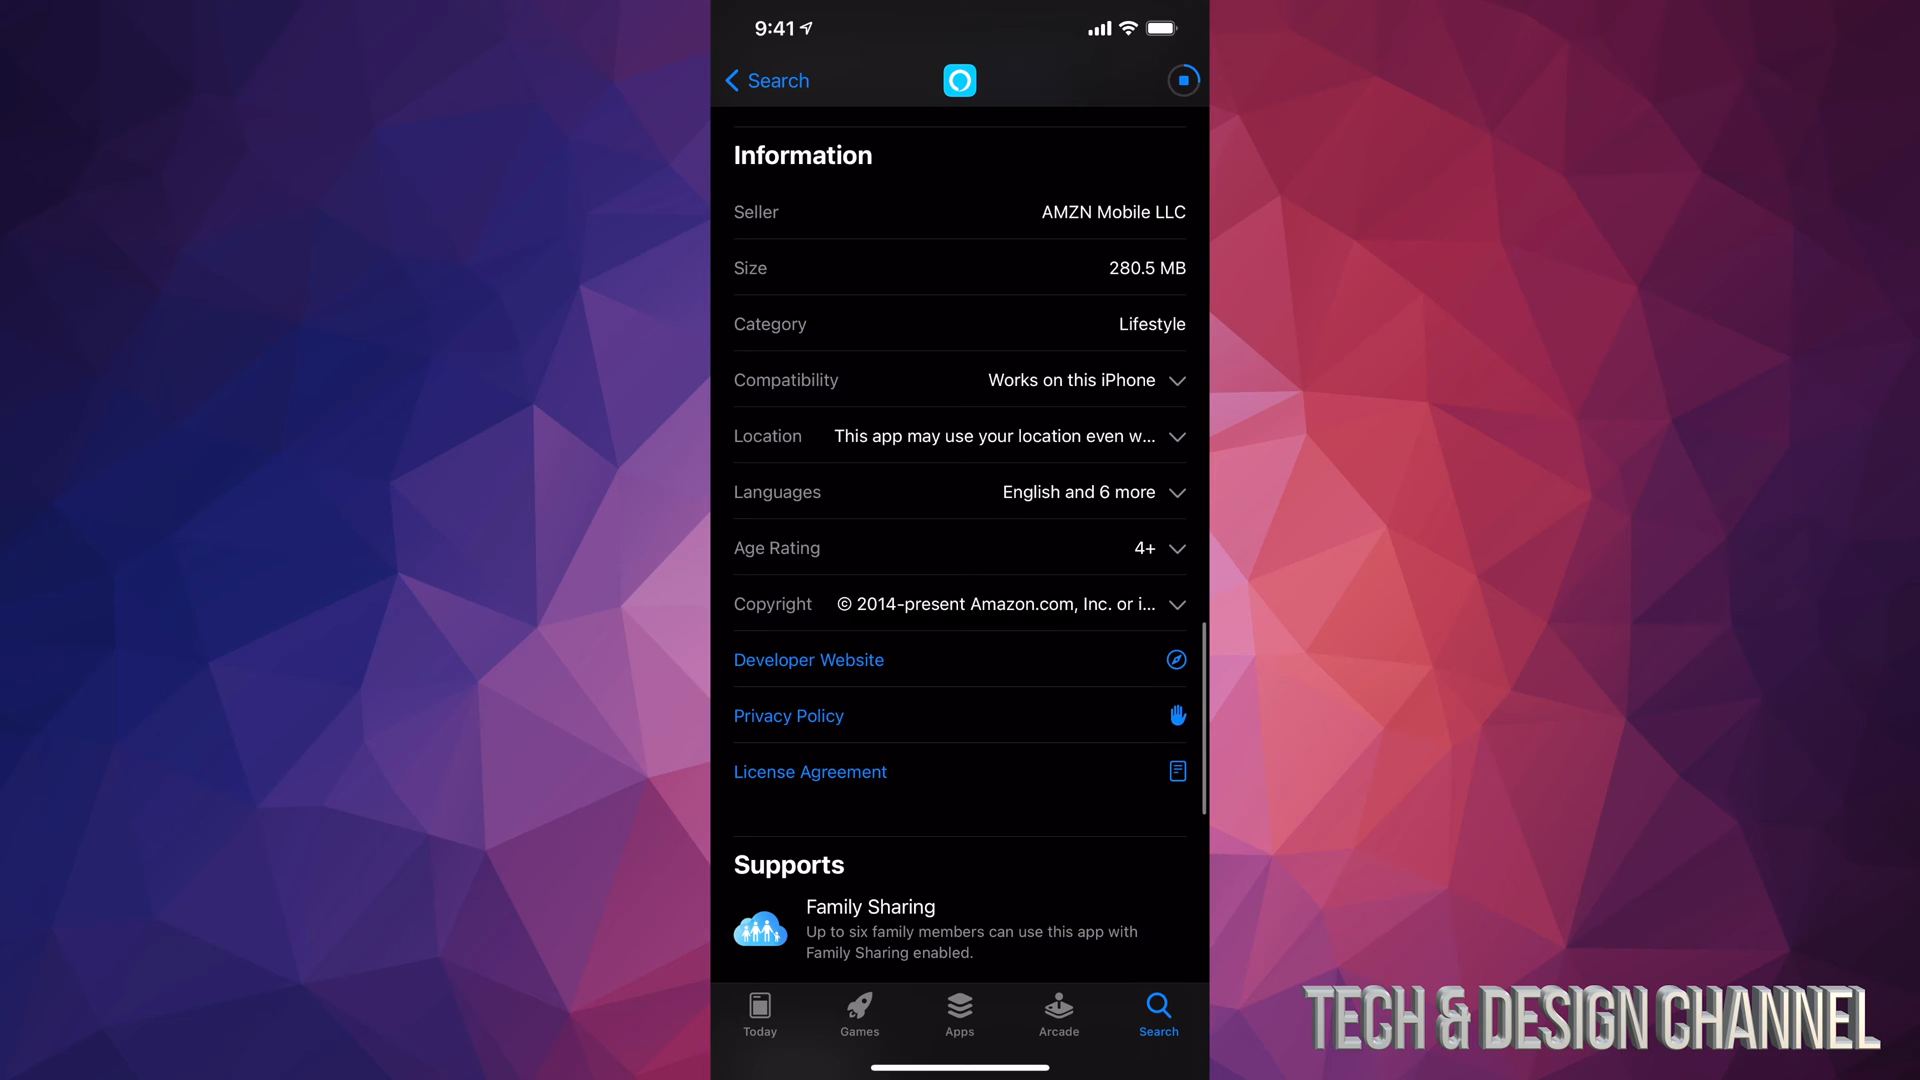 9:41
Search
Information
Seller AMZN Mobile LLC
Size 280.5 MB
Category Lifestyle
Compatibility Works on this iPhone
Location This app may use your location even w...
Languages English and 6 more
Age Rating 4+
Copyright © 2014-present Amazon.com, Inc. or i...
Developer Website
Privacy Policy
License Agreement
Supports
Family Sharing
Up to six family members can use this app with
Family Sharing enabled.
Today Games Apps Arcade Search
TECH & DESIGN CHANNEL